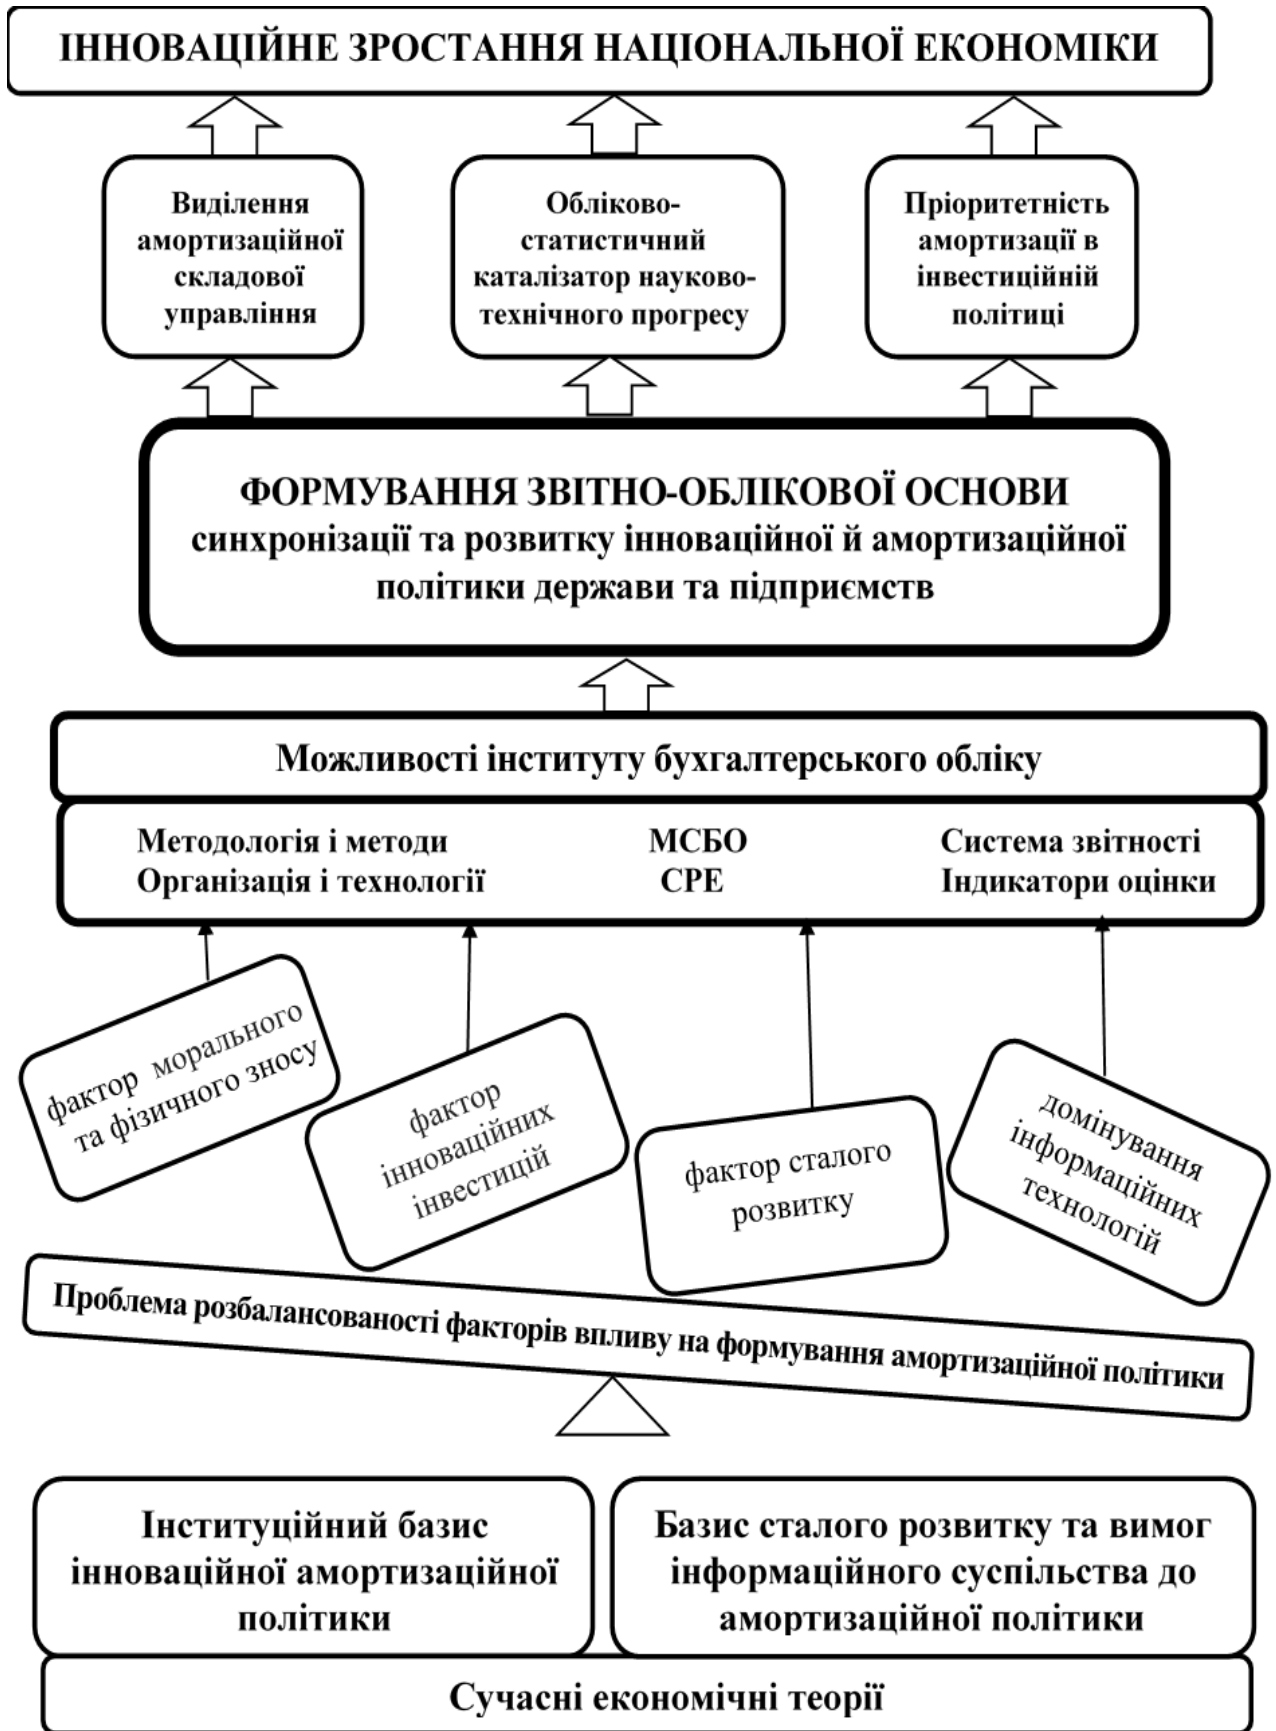 ІННОВАЦІЙНЕ ЗРОСТАННЯ НАЦІОНАЛЬНОЇ ЕКОНОМІКИ
Виділення
амортизаційної
складової
управління
Обліково-
статистичний
каталізатор науково-
технічного прогресу
Пріоритетність
амортизації в
інвестиційній
політиці
ФОРМУВАННЯ ЗВІТНО-ОБЛІКОВОЇ ОСНОВИ
синхронізації та розвитку інноваційної й амортизаційної
політики держави та підприємств
Можливості інституту бухгалтерського обліку
Методологія і методи
Організація і технології
МСБО
СРЕ
Система звітності
Індикатори оцінки
фактор морального
та фізичного зносу
фактор
інноваційних
інвестицій
фактор сталого
розвитку
домінування
інформаційних
технологій
Проблема розбалансованості факторів впливу на формування амортизаційної політики
Інституційний базис
інноваційної амортизаційної
політики
Базис сталого розвитку та вимог
інформаційного суспільства до
амортизаційної політики
Сучасні економічні теорії